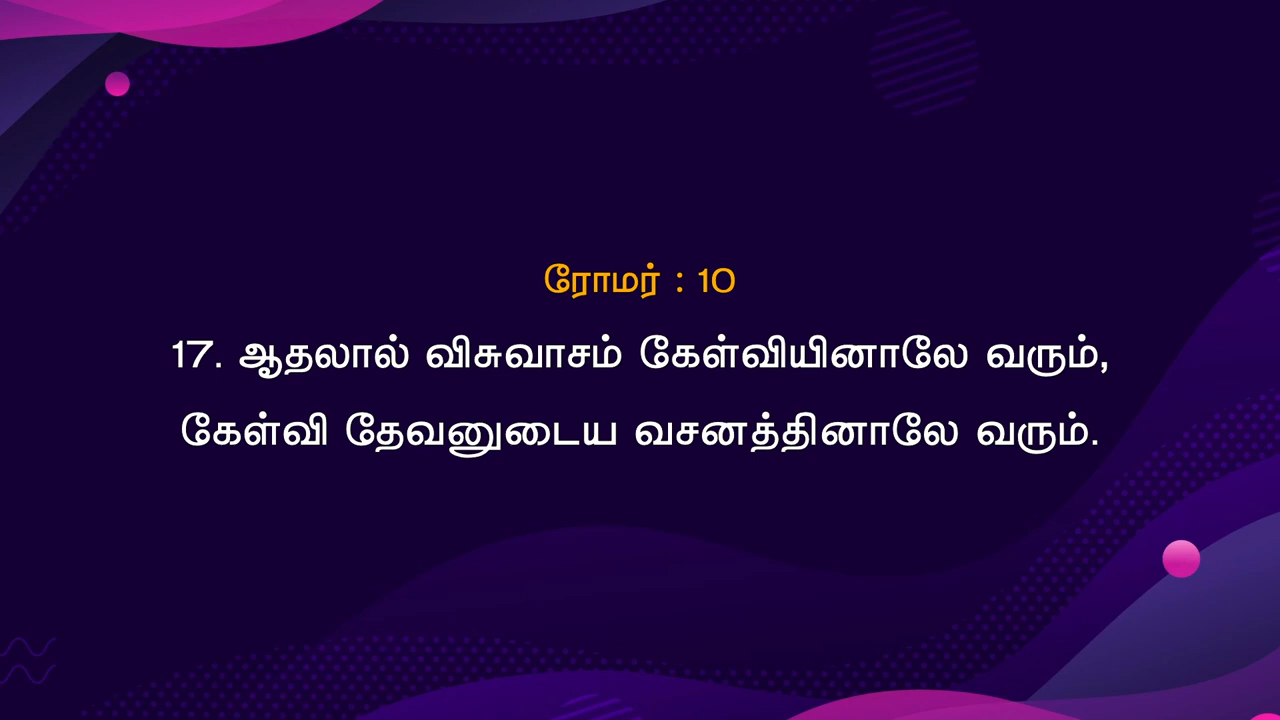 ரோமர் : 10
17. ஆதலால் விசுவாசம் கேள்வியினாலே வரும்,
கேள்வி தேவனுடைய வசனத்தினாலே வரும்.